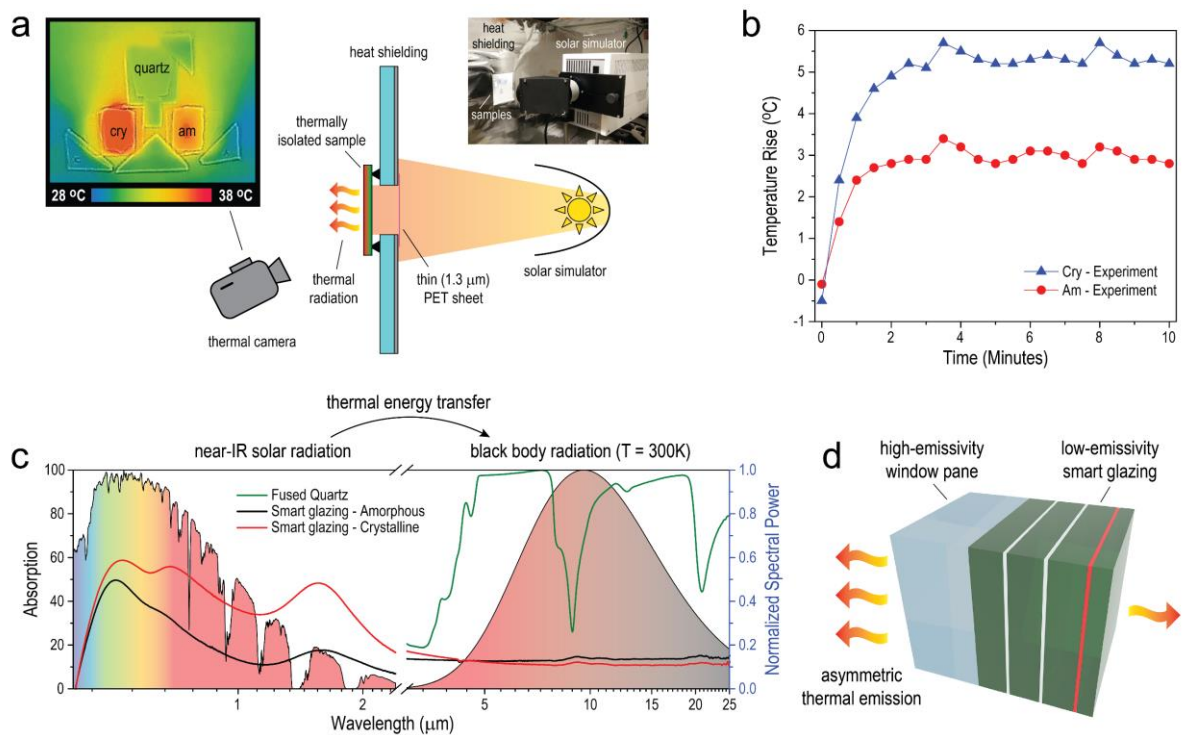 a
quartz
cry
am
28 ºC
38 ºC
heat shielding
thermally
isolated sample
thermal
radiation
thermal camera
thin (1.3 μm)
PET sheet
solar simulator
heat
shielding
solar simulator
samples
b
Temperature Rise (ºC)
6
5
4
3
2
1
0
-1
Cry - Experiment
Am - Experiment
0
2
4
6
8
10
Time (Minutes)
thermal energy transfer
c
near-IR solar radiation
black body radiation (T = 300K)
Absorption
100
80
60
40
20
0
Fused Quartz
Smart glazing - Amorphous
Smart glazing - Crystalline
1
2
5
10
15
20
25
Wavelength (μm)
1.0
0.8
0.6
0.4
0.2
0.0
Normalized Spectral Power
d
high-emissivity
window pane
low-emissivity
smart glazing
asymmetric
thermal emission